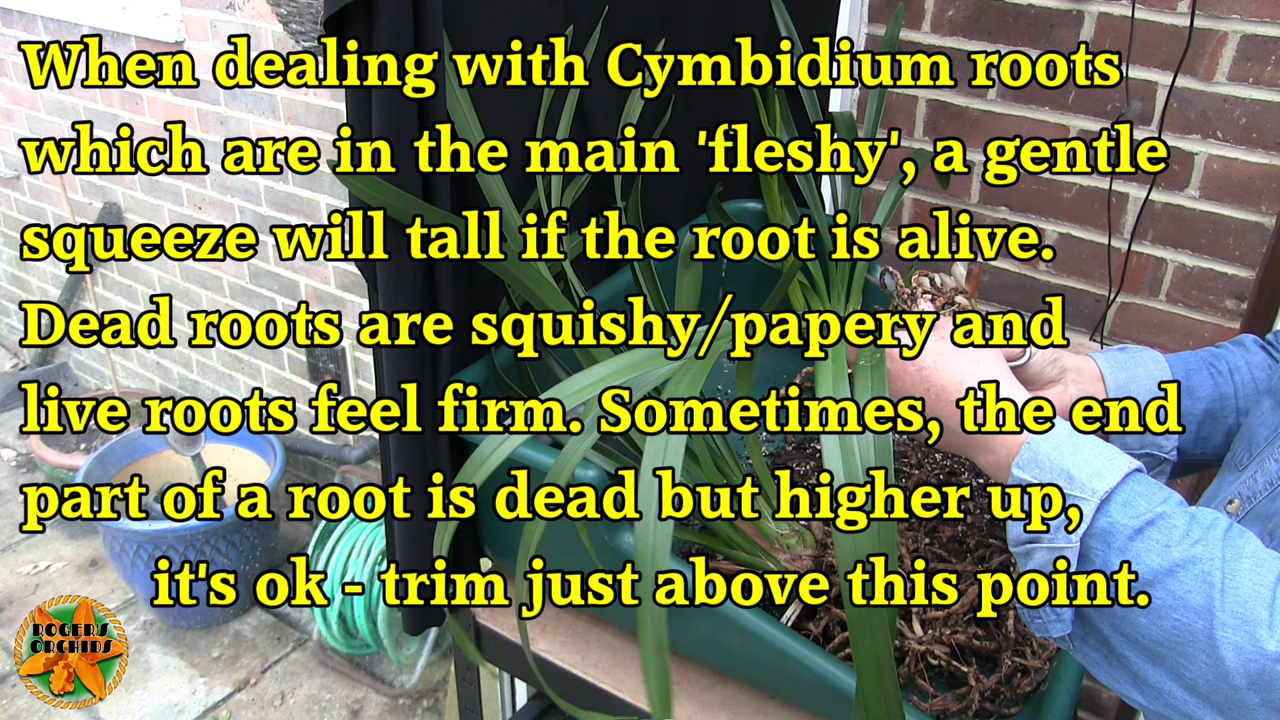 When dealing with Cymbidium roots
which are in the main 'fleshy', a gentle
squeeze will tall if the root is alive.
Dead roots are squishy/papery and
live roots feel firm. Sometimes, the end
part of a root is dead but higher up,
it's ok - trim just above this point.
ROGER'S
ORCHIDS